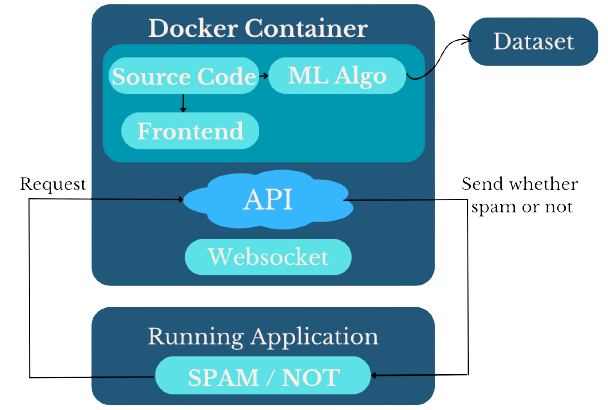 Docker Container
Dataset
Source Code
ML Algo
Frontend
Request
API
Send whether
spam or not
Websocket
Running Application
SPAM / NOT